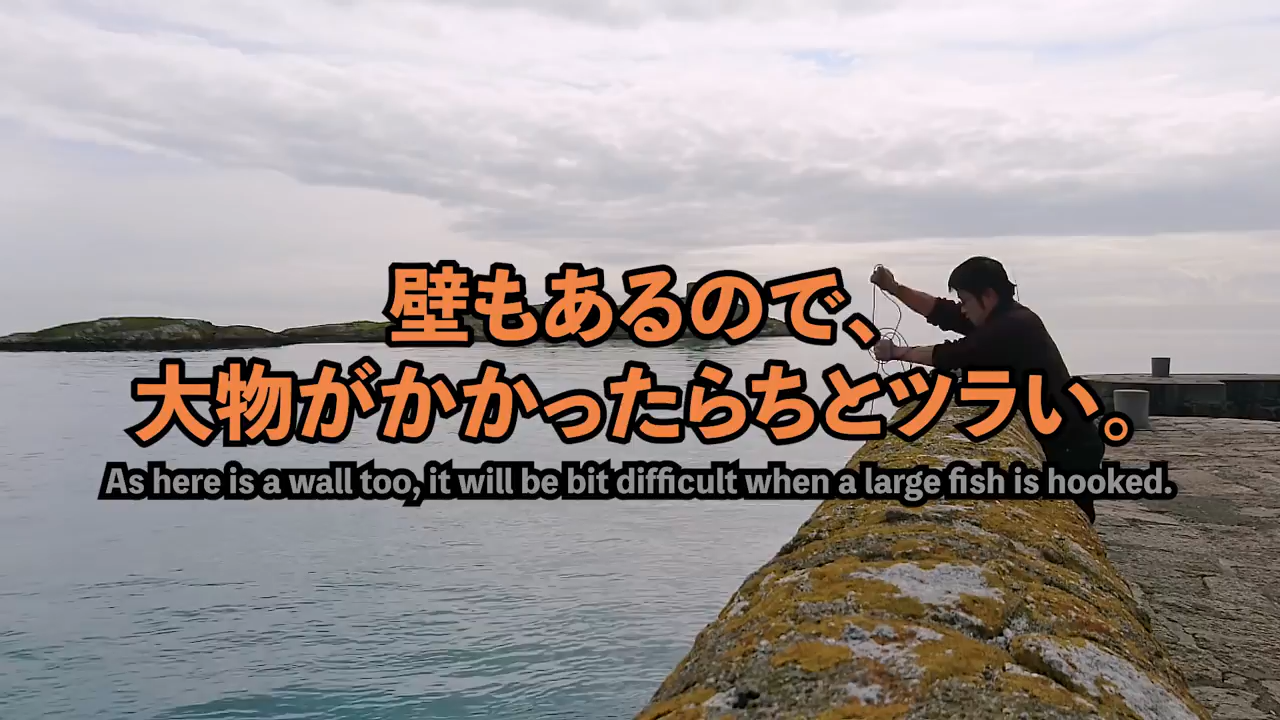 壁もあるので、
大物がかかったらちとツラい。
As here is a wall too, it will be bit difficult when a large fish is hooked.